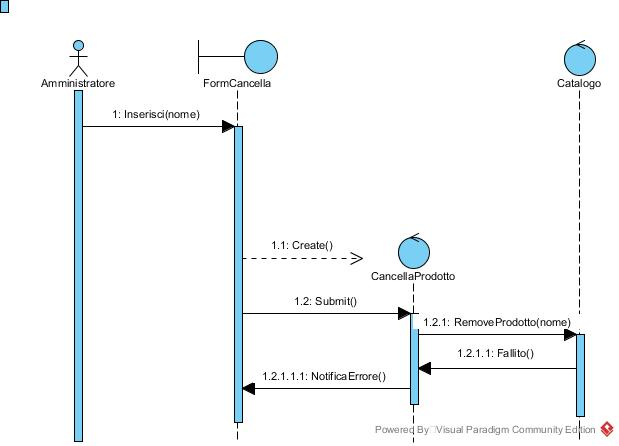 Amministratore
FormCancella
Catalogo
1: Inserisci(nome)
1.1: Create()
CancellaProdotto
1.2: Submit()
1.2.1: RemoveProdotto(nome)
1.2.1.1: Fallito()
1.2.1.1.1: NotificaErrore()
Powered By Visual Paradigm Community Edition